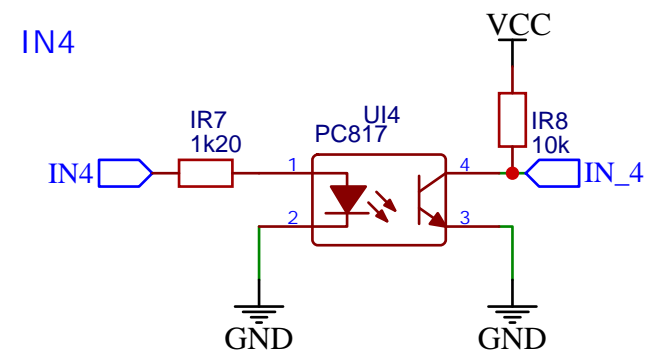 IN4
VCC
UI4
IR7
PC817
IR8
1k20
10k
1
4
IN4
IN_4
2
3
GND
GND